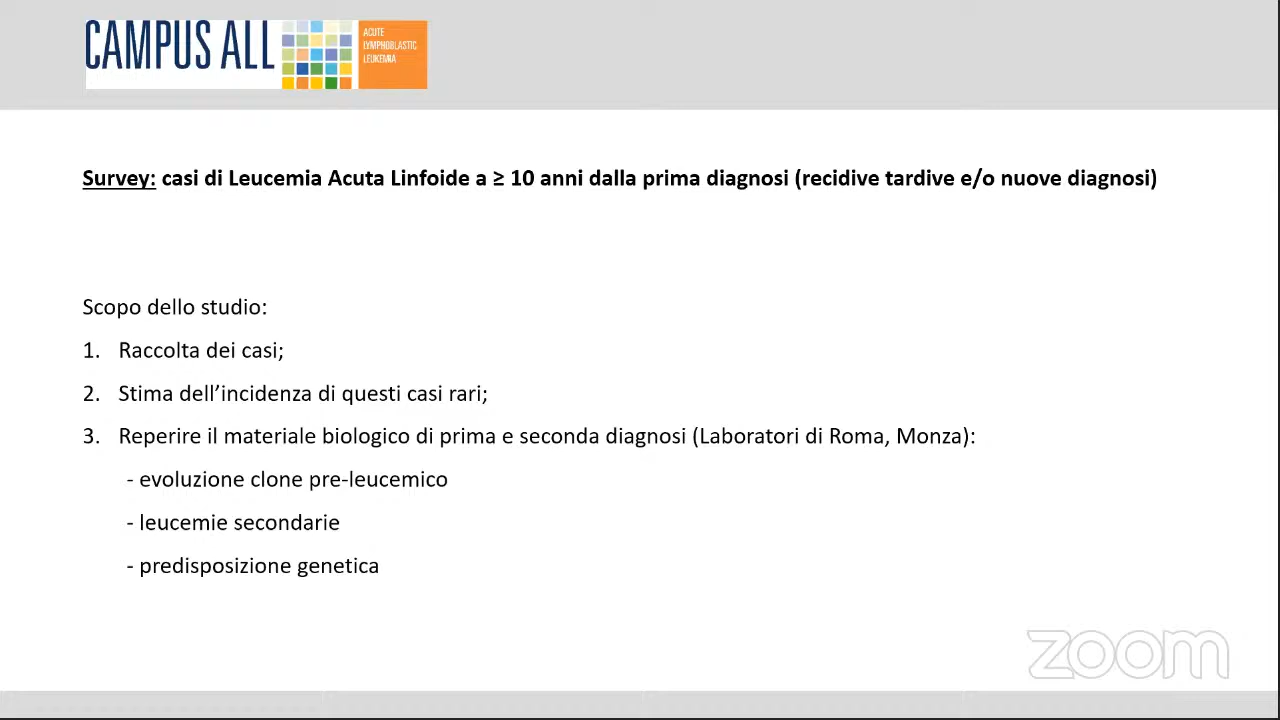 CAMPUS ALL
ACUTE
LYMPHOBLASTIC
LEUKEMIA
Survey: casi di Leucemia Acuta Linfoide a ≥ 10 anni dalla prima diagnosi (recidive tardive e/o nuove diagnosi)
Scopo dello studio:
1. Raccolta dei casi;
2. Stima dell’incidenza di questi casi rari;
3. Reperire il materiale biologico di prima e seconda diagnosi (Laboratori di Roma, Monza):
- evoluzione clone pre-leucemico
- leucemie secondarie
- predisposizione genetica
zoom